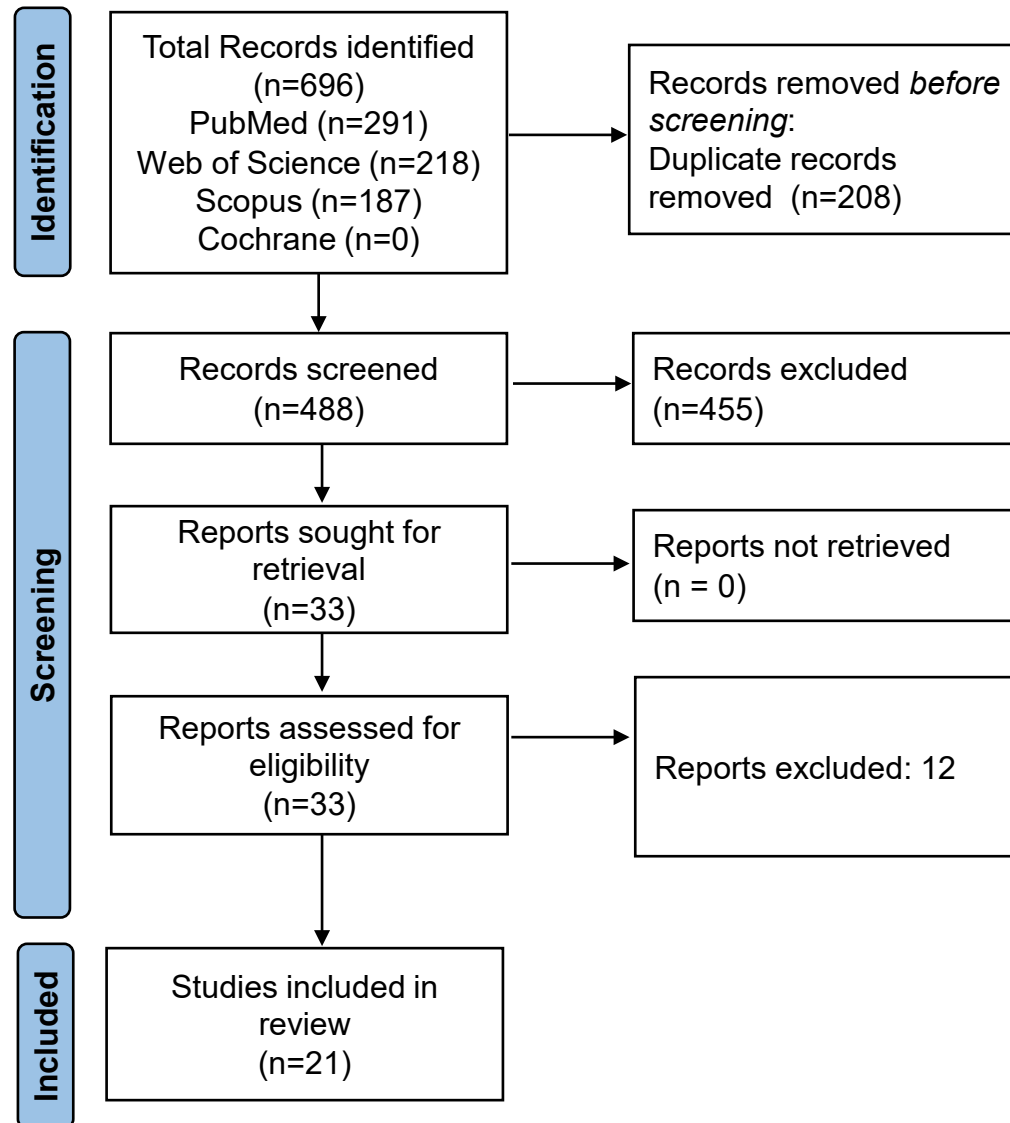 Identification
Total Records identified
(n=696)
PubMed (n=291)
Web of Science (n=218)
Scopus (n=187)
Cochrane (n=0)
Records removed before
screening:
Duplicate records
removed (n=208)
Screening
Records screened
(n=488)
Records excluded
(n=455)
Reports sought for
retrieval
(n=33)
Reports not retrieved
(n = 0)
Reports assessed for
eligibility
(n=33)
Reports excluded: 12
Included
Studies included in
review
(n=21)